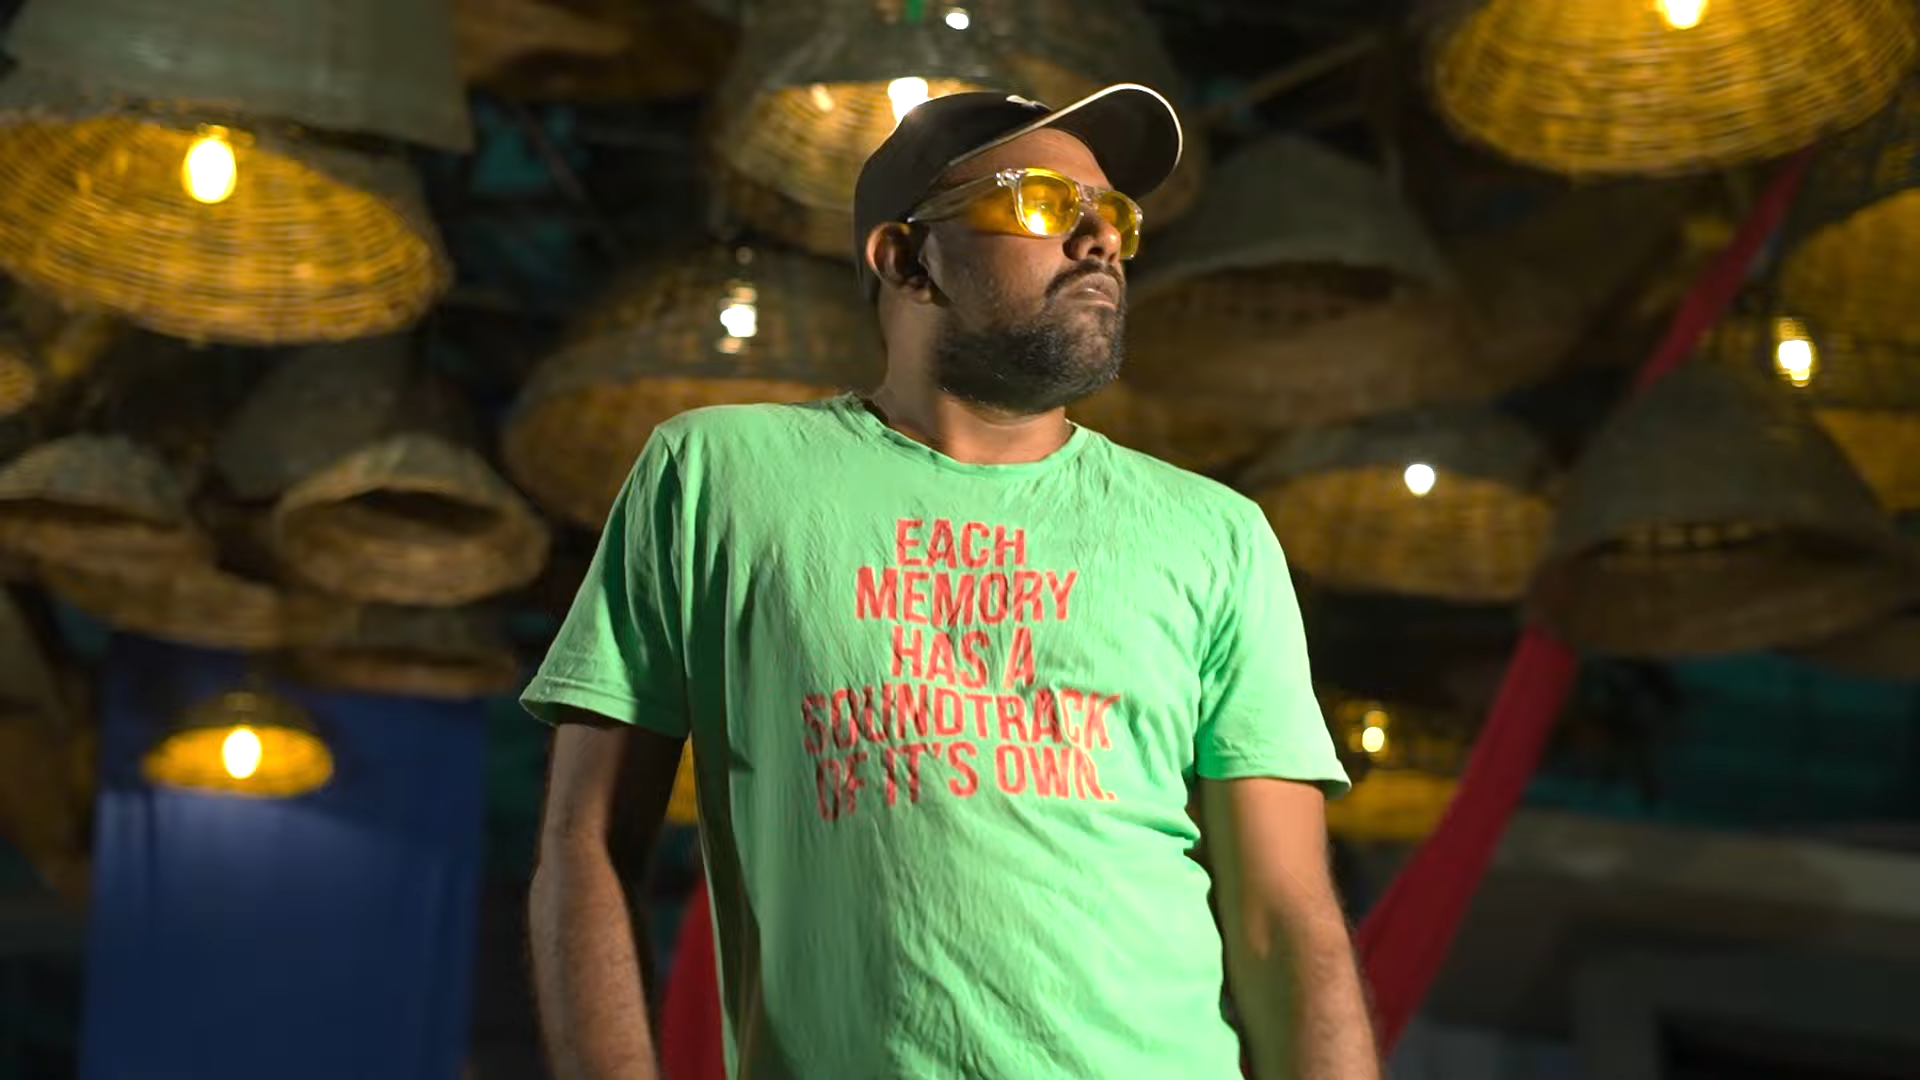 EACH
MEMORY
HAS A
SOUNDTRACK
OF IT'S OWN.